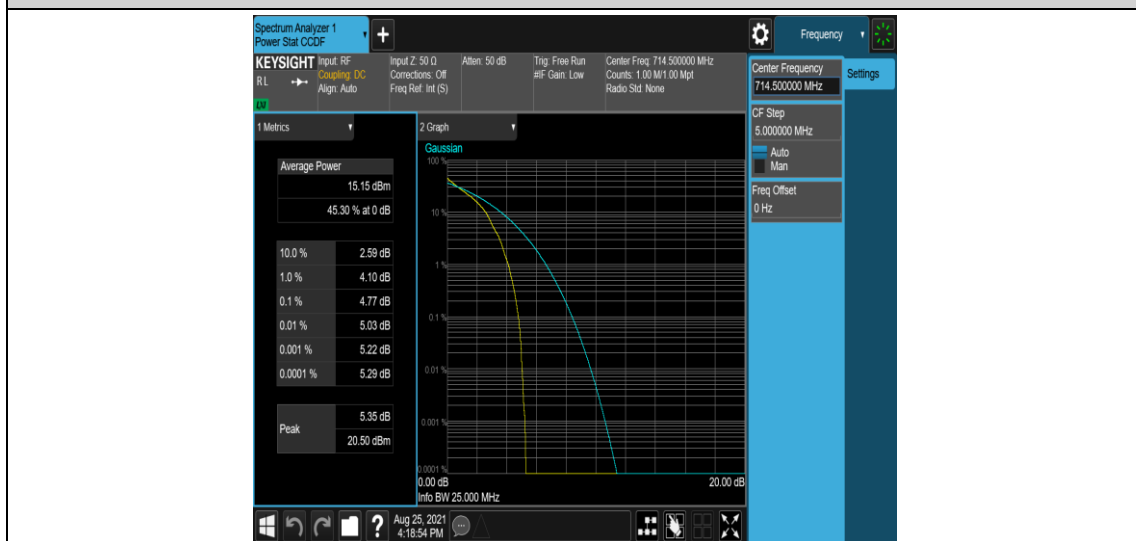 Spectrum Analyzer 1
Power Stat CCDF
+
Frequency
KEYSIGHT
RL
LXI
Input: RF
Coupling: DC
Align: Auto
Input Z: 50 Ω
Corrections: Off
Freq Ref: Int (S)
Atten: 50 dB
Trig: Free Run
#IF Gain: Low
Center Freq: 714.500000 MHz
Counts: 1.00 M/1.00 Mpt
Radio Std: None
Center Frequency
714.500000 MHz
Settings
CF Step
5.000000 MHz
Auto
Man
Freq Offset
0 Hz
1 Metrics
Average Power
15.15 dBm
45.30 % at 0 dB
10.0 % 2.59 dB
1.0 % 4.10 dB
0.1 % 4.77 dB
0.01 % 5.03 dB
0.001 % 5.22 dB
0.0001 % 5.29 dB
Peak
5.35 dB
20.50 dBm
2 Graph
Gaussian
100 %
10 %
1 %
0.1 %
0.01 %
0.001 %
0.0001 %
0.00 dB 20.00 dB
Info BW 25.000 MHz
?
Aug 25, 2021
4:18:54 PM